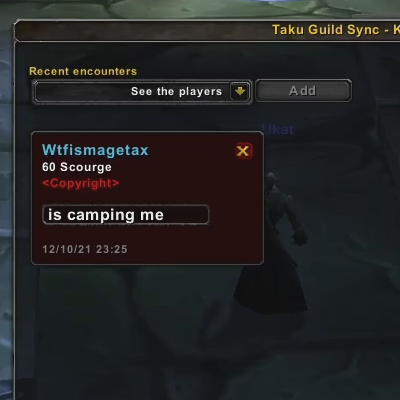 Taku Guild Sync - K
Recent encounters
See the players
Add
Ukat
Wtfismagetax
60 Scourge
<Copyright>
is camping me
12/10/21 23:25